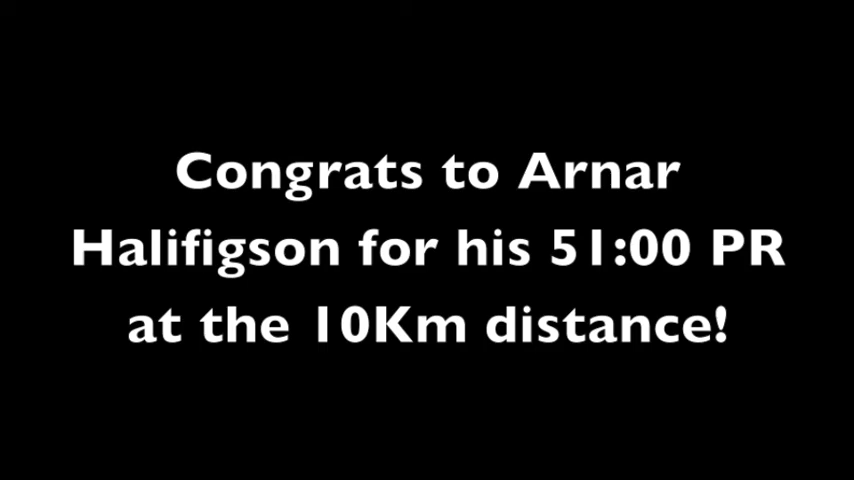 Congrats to Arnar
Halifigson for his 51:00 PR
at the 10Km distance!